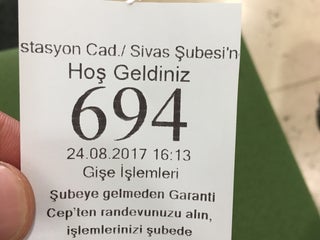 stasyon Cad./ Sivas Şubesi'n
Hoş Geldiniz
694
24.08.2017 16:13
Gişe İşlemleri
Şubeye gelmeden Garanti
Cep'ten randevunuzu alın,
işlemlerinizi şubede